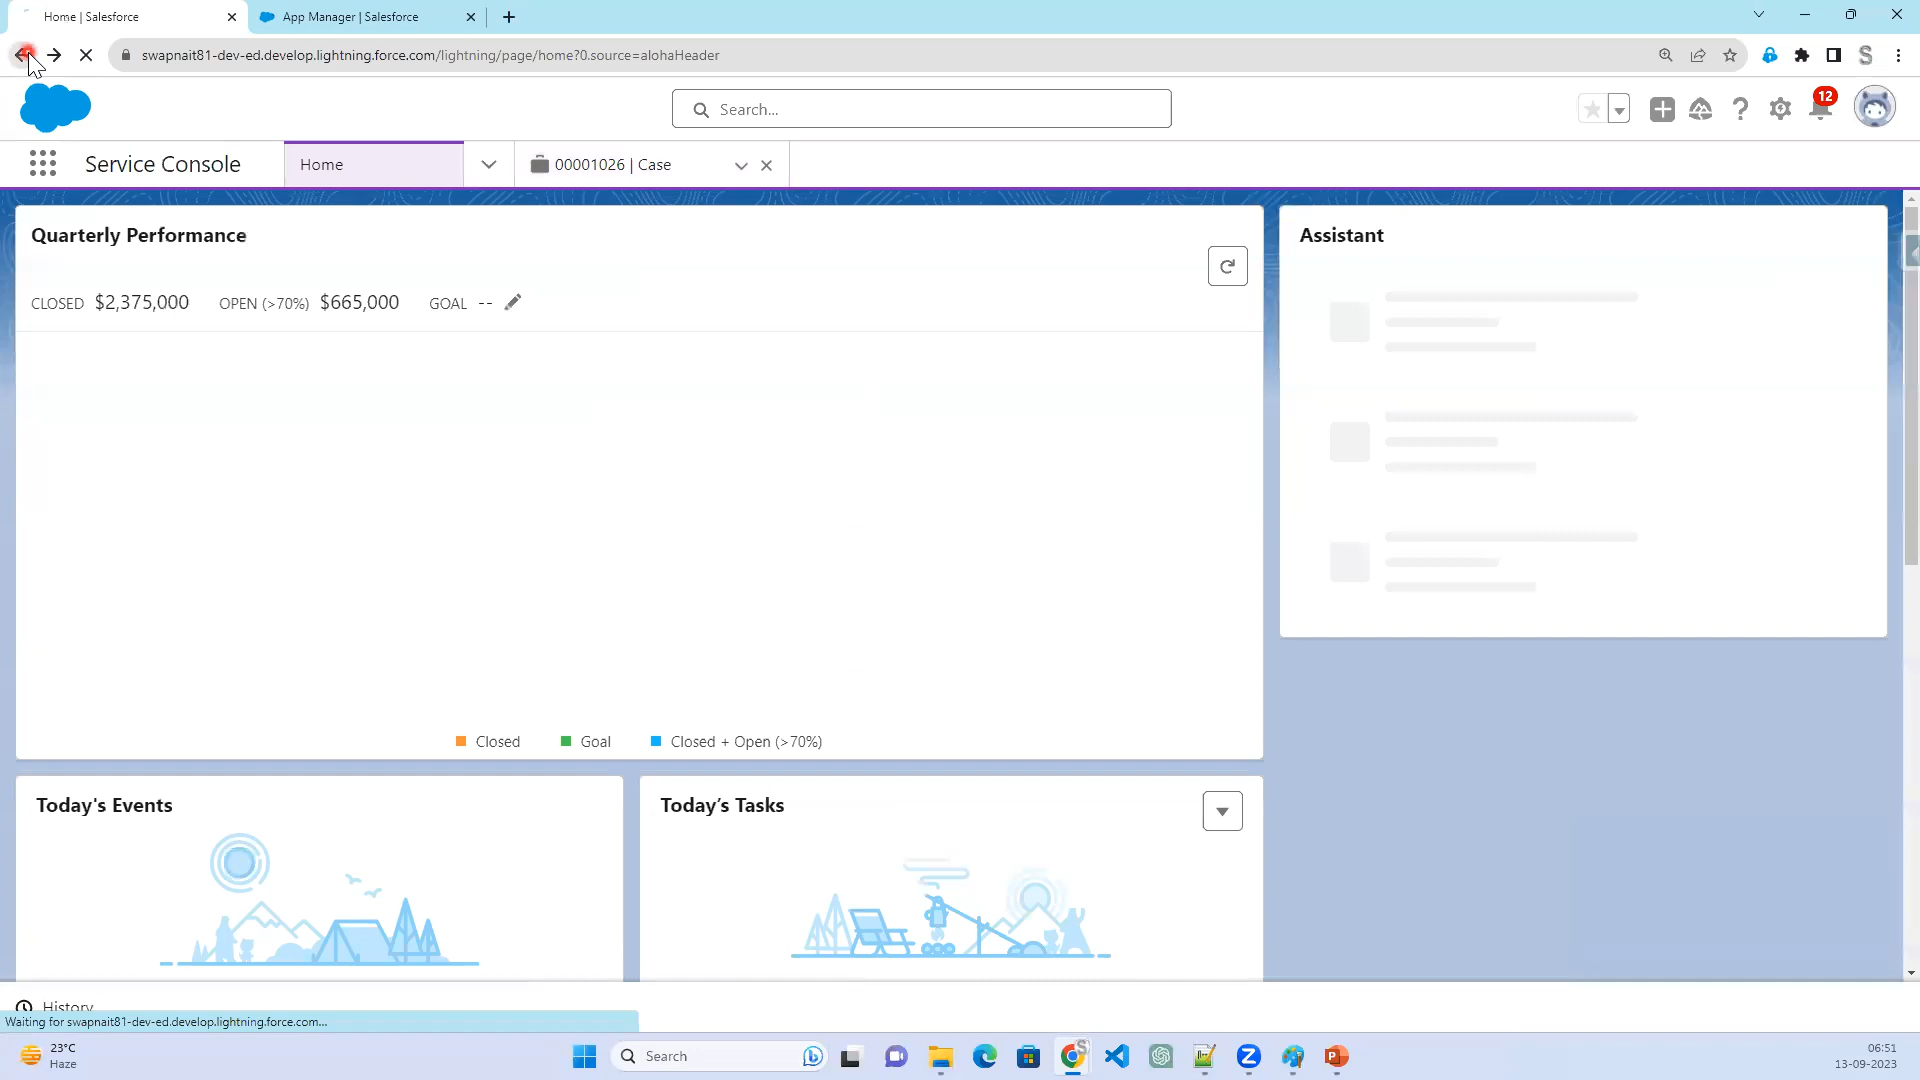 Home | Salesforce
App Manager | Salesforce
swapnait81-dev-ed.develop.lightning.force.com/lightning/page/home?0.source=alohaHeader
Search...
12
Service Console
Home
00001026 | Case
Quarterly Performance
CLOSED $2,375,000 OPEN (>70%) $665,000 GOAL --
Closed
Goal
Closed + Open (>70%)
Assistant
Today's Events
Today’s Tasks
History
Waiting for swapnait81-dev-ed.develop.lightning.force.com...
23°C
Haze
Search
06:51
13-09-2023